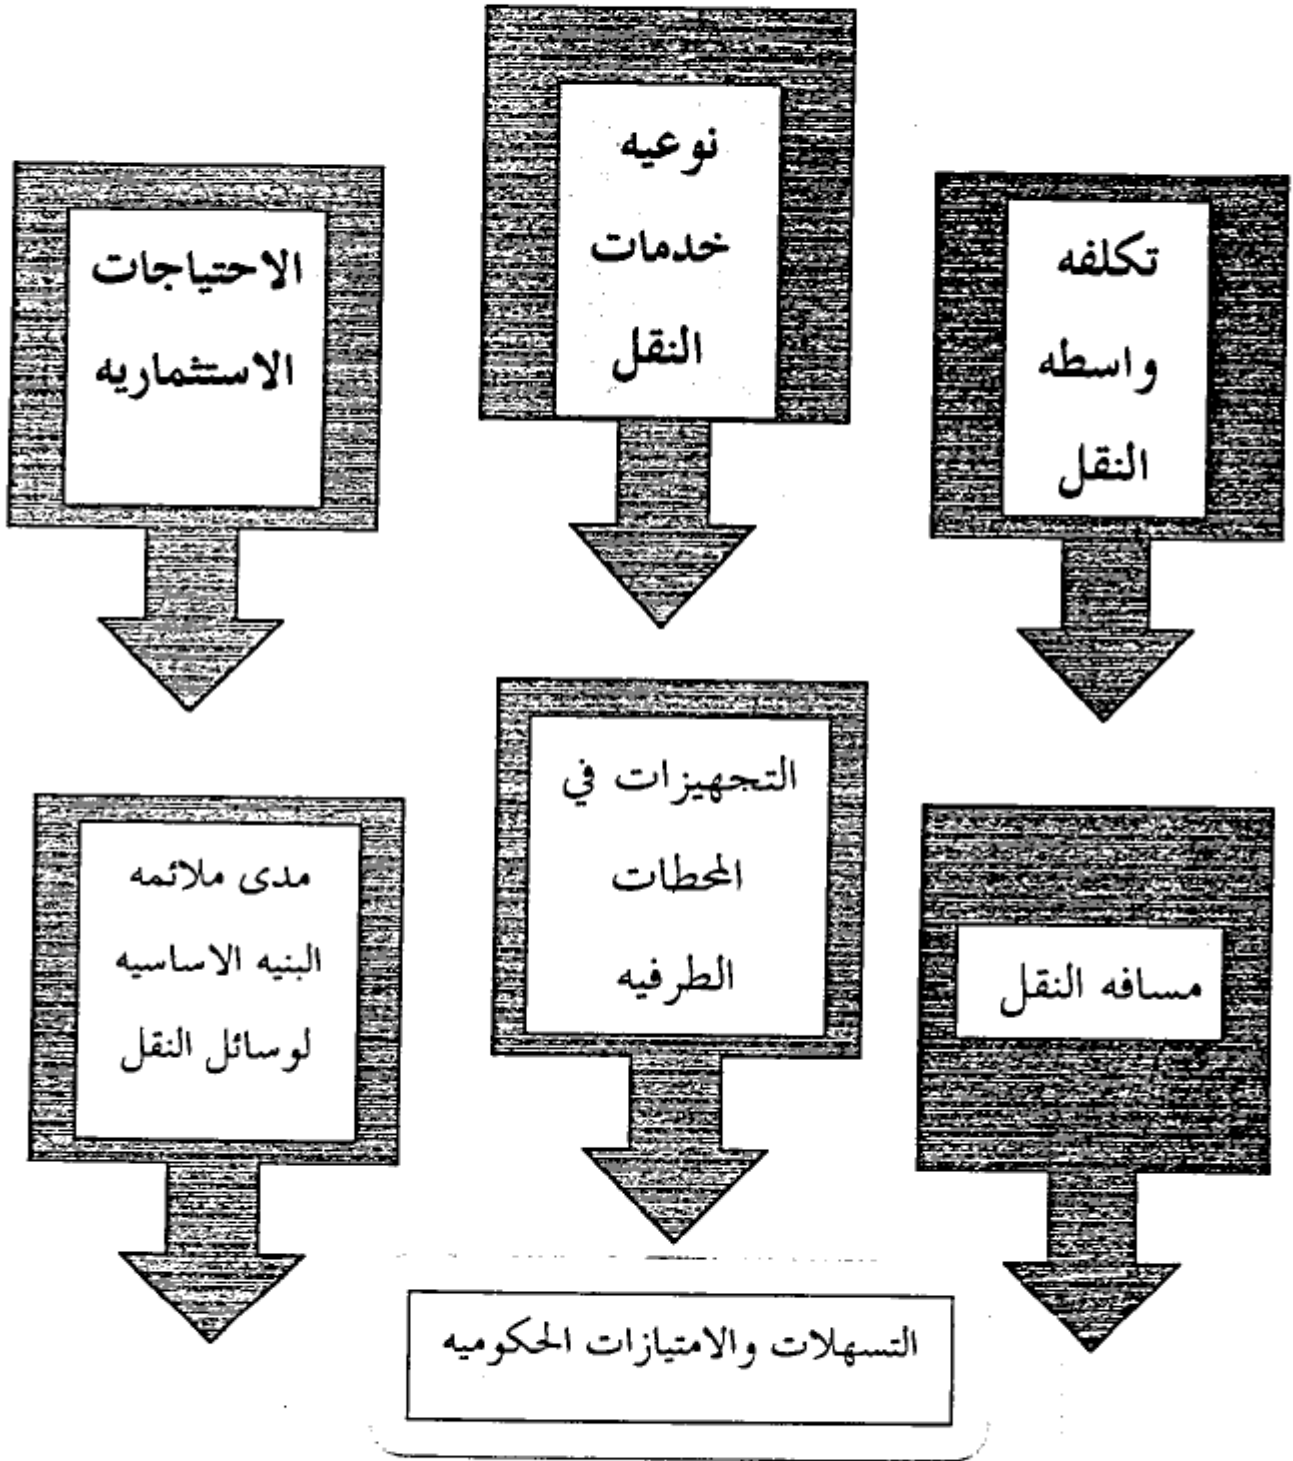 تكلفه
واسطه
النقل
نوعيه
خدمات
النقل
الاحتياجات
الاستثماريه
مسافه النقل
التجهيزات في
المحطات
الطرفيه
مدى ملائمه
البنيه الاساسيه
لوسائل النقل
التسهلات والامتيازات الحكوميه